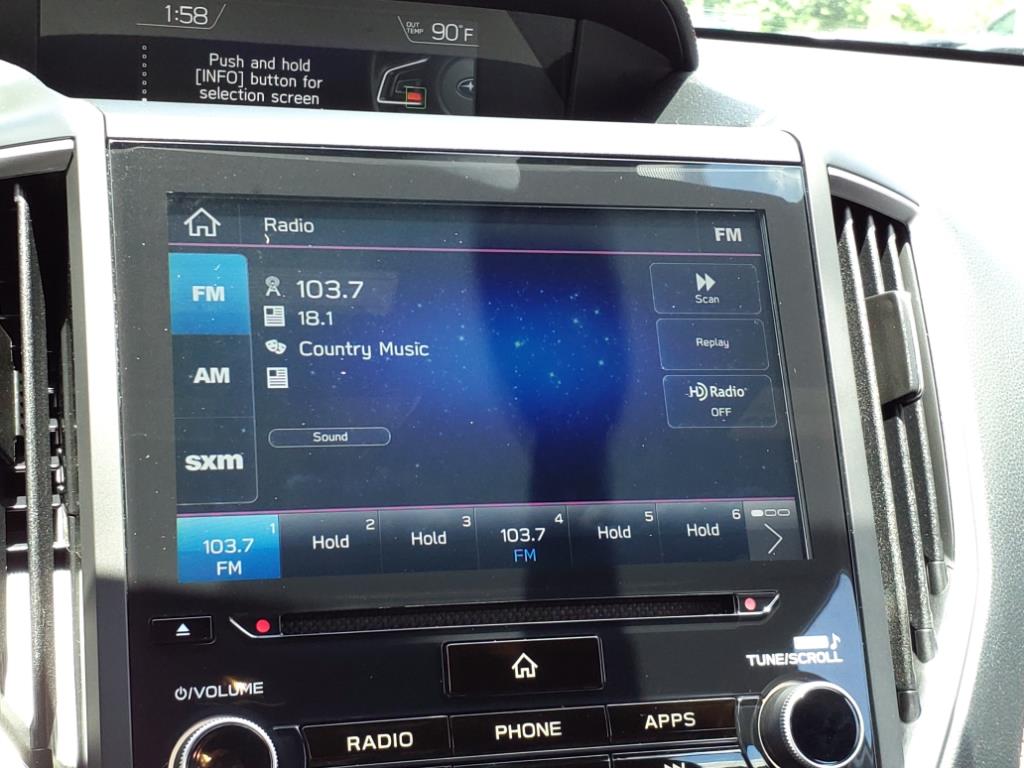 1:58
OUT TEMP 90°F
Push and hold
[INFO] button for
selection screen
Radio
FM
FM
103.7
Scan
18.1
Replay
AM
Country Music
HD Radio
OFF
Sound
sxm
1
2
3
4
5
6
103.7
FM
Hold
Hold
103.7
FM
Hold
Hold
TUNE/SCROLL
/VOLUME
RADIO
PHONE
APPS